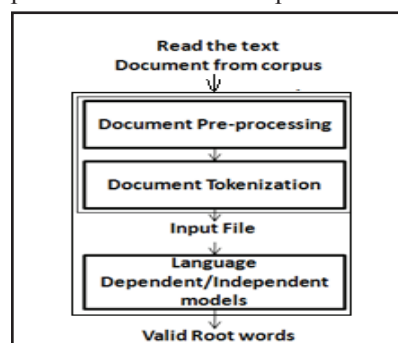 Read the text
Document from corpus
Document Pre-processing
Document Tokenization
Input File
Language
Dependent/Independent
models
Valid Root words